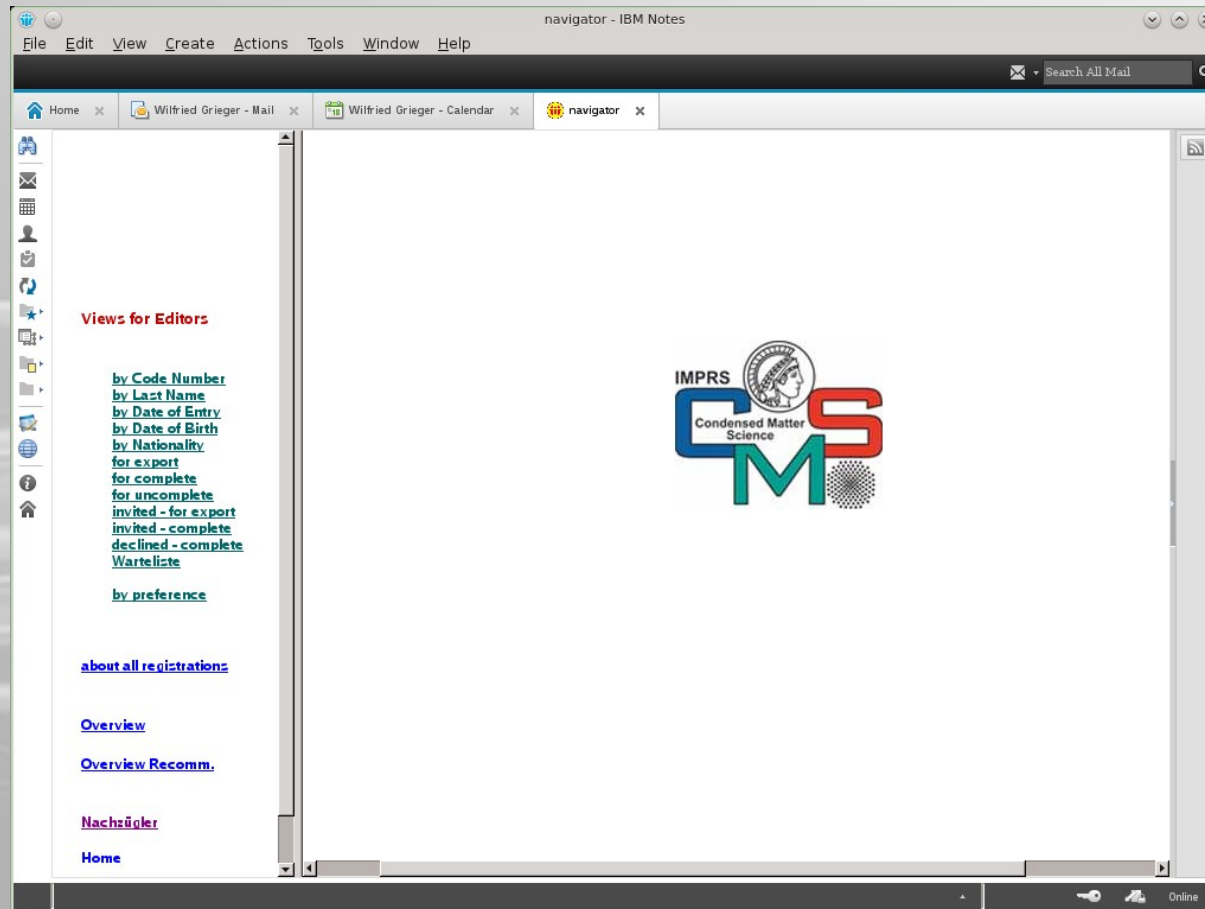 navigator - IBM Notes
File Edit View Create Actions Tools Window Help
Search All Mail
Home
Wilfried Grieger - Mail
18
Wilfried Grieger - Calendar
navigator
Views for Editors
by Code Number
by Last Name
by Date of Entry
by Date of Birth
by Nationality
for export
for complete
for uncomplete
invited - for export
invited - complete
declined - complete
Warteliste
by preference
about all registrations
Overview
Overview Recomm.
Nachzügler
Home
IMPRS
CMS
Condensed Matter
Science
Online